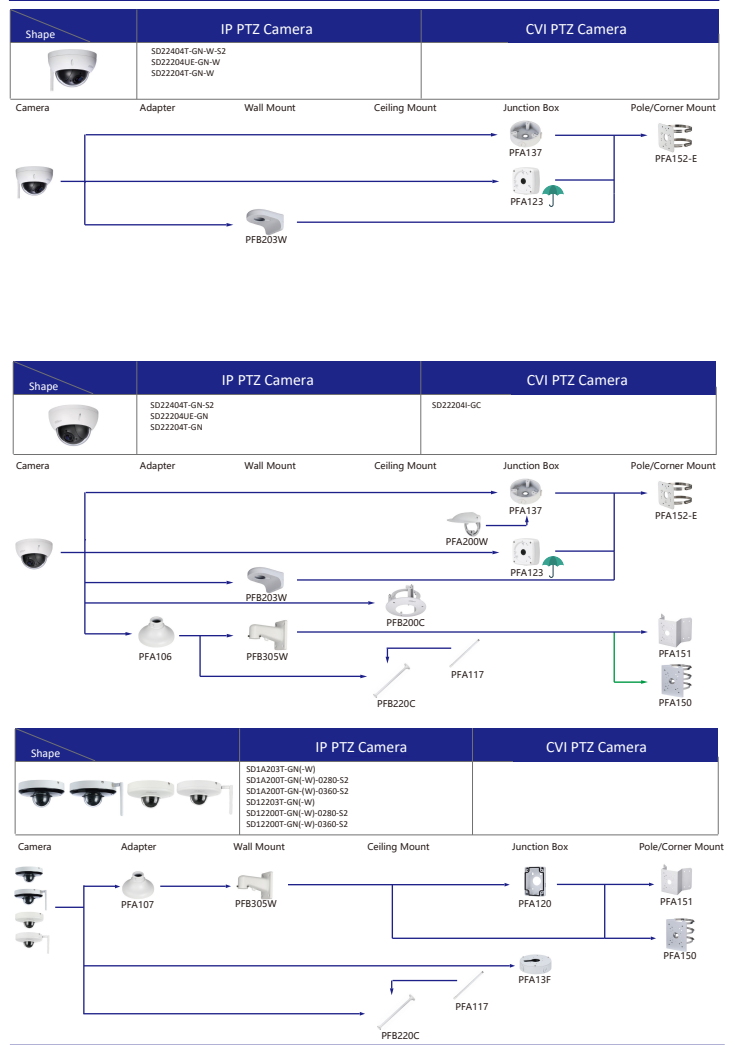 Shape
IP PTZ Camera
CVI PTZ Camera
SD22404T-GN-W-S2
SD22204UE-GN-W
SD22204T-GN-W
Camera
Adapter
Wall Mount
Ceiling Mount
Junction Box
Pole/Corner Mount
PFA137
PFA152-E
PFA123
PFB203W
Shape
IP PTZ Camera
CVI PTZ Camera
SD22404T-GN-S2
SD22204UE-GN
SD22204T-GN
SD22204I-GC
Camera
Adapter
Wall Mount
Ceiling Mount
Junction Box
Pole/Corner Mount
PFA137
PFA152-E
PFA200W
PFA123
PFB203W
PFB200C
PFA106
PFB305W
PFA151
PFA117
PFB220C
PFA150
Shape
IP PTZ Camera
CVI PTZ Camera
SD1A203T-GN(-W)
SD1A200T-GN(-W)-0280-S2
SD1A200T-GN-(W)-0360-S2
SD12203T-GN(-W)
SD12200T-GN(-W)-0280-S2
SD12200T-GN(-W)-0360-S2
Camera
Adapter
Wall Mount
Ceiling Mount
Junction Box
Pole/Corner Mount
PFA107
PFB305W
PFA120
PFA151
PFA150
PFA13F
PFA117
PFB220C